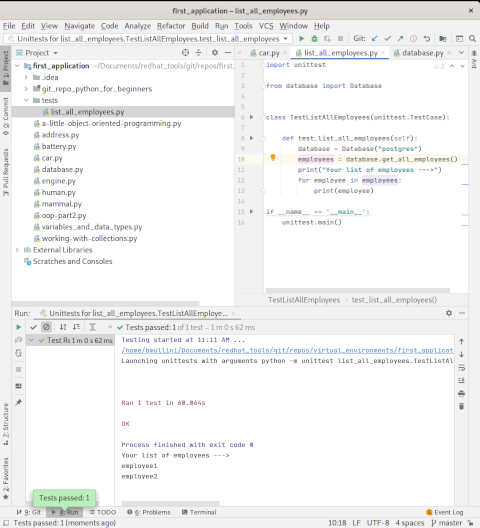 first_application – list_all_employees.py
File Edit View Navigate Code Analyze Refactor Build Run Tools VCS Window Help
Unittests for list_all_employees.TestListAllEmployees.test_list_all_employees
Git:
Project
car.py
list_all_employees.py
database.py
Ant
1: Project
Commit
Pull Requests
first_application ~/Documents/redhat_tools/git/repos/first_
.idea
git_repo_python_for_beginners
tests
list_all_employees.py
a-little-object-oriented-programming.py
address.py
battery.py
car.py
database.py
engine.py
human.py
mammal.py
oop-part2.py
variables_and_data_types.py
working-with-collections.py
External Libraries
Scratches and Consoles
1 import unittest
2
3 from database import Database
4
5
6 class TestListAllEmployees(unittest.TestCase):
7
8 def test_list_all_employees(self):
9 database = Database("postgres")
10 employees = database.get_all_employees()
11 print("Your list of employees --->")
12 for employee in employees:
13 print(employee)
14
15 if __name__ == '__main__':
16 unittest.main()
TestListAllEmployees › test_list_all_employees()
Run: Unittests for list_all_employees.TestListAllEmploye...
Tests passed: 1 of 1 test – 1 m 0 s 62 ms
Test Re 1 m 0 s 62 ms
Testing started at 11:11 AM ...
/home/bmullini/Documents/redhat_tools/git/repos/virtual_environments/first_applicat
Launching unittests with arguments python -m unittest list_all_employees.TestListAl
Ran 1 test in 60.064s
OK
Process finished with exit code 0
Your list of employees --->
employee1
employee2
Z: Structure
2: Favorites
Tests passed: 1
9: Git
4: Run
TODO
6: Problems
Terminal
Event Log
Tests passed: 1 (moments ago)
10:18 LF UTF-8 4 spaces master